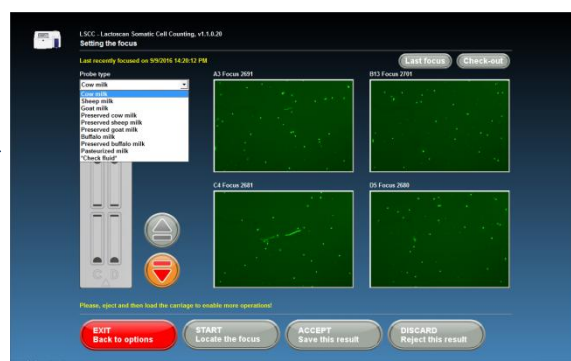 LSCC - Lactoscan Somatic Cell Counting, v1.1.0.20
Setting the focus
Last recently focused on 9/9/2016 14:20:12 PM
Last focus
Check-out
Probe type
A3 Focus 2691
B13 Focus 2701
Cow milk
Cow milk
Sheep milk
Goat milk
Preserved cow milk
Preserved sheep milk
Preserved goat milk
Buffalo milk
Preserved buffalo milk
Pasteurized milk
"Check fluid"
C4 Focus 2681
D5 Focus 2680
C D
Please, eject and then load the carriage to enable more operations!
EXIT
Back to options
START
Locate the focus
ACCEPT
Save this result
DISCARD
Reject this result